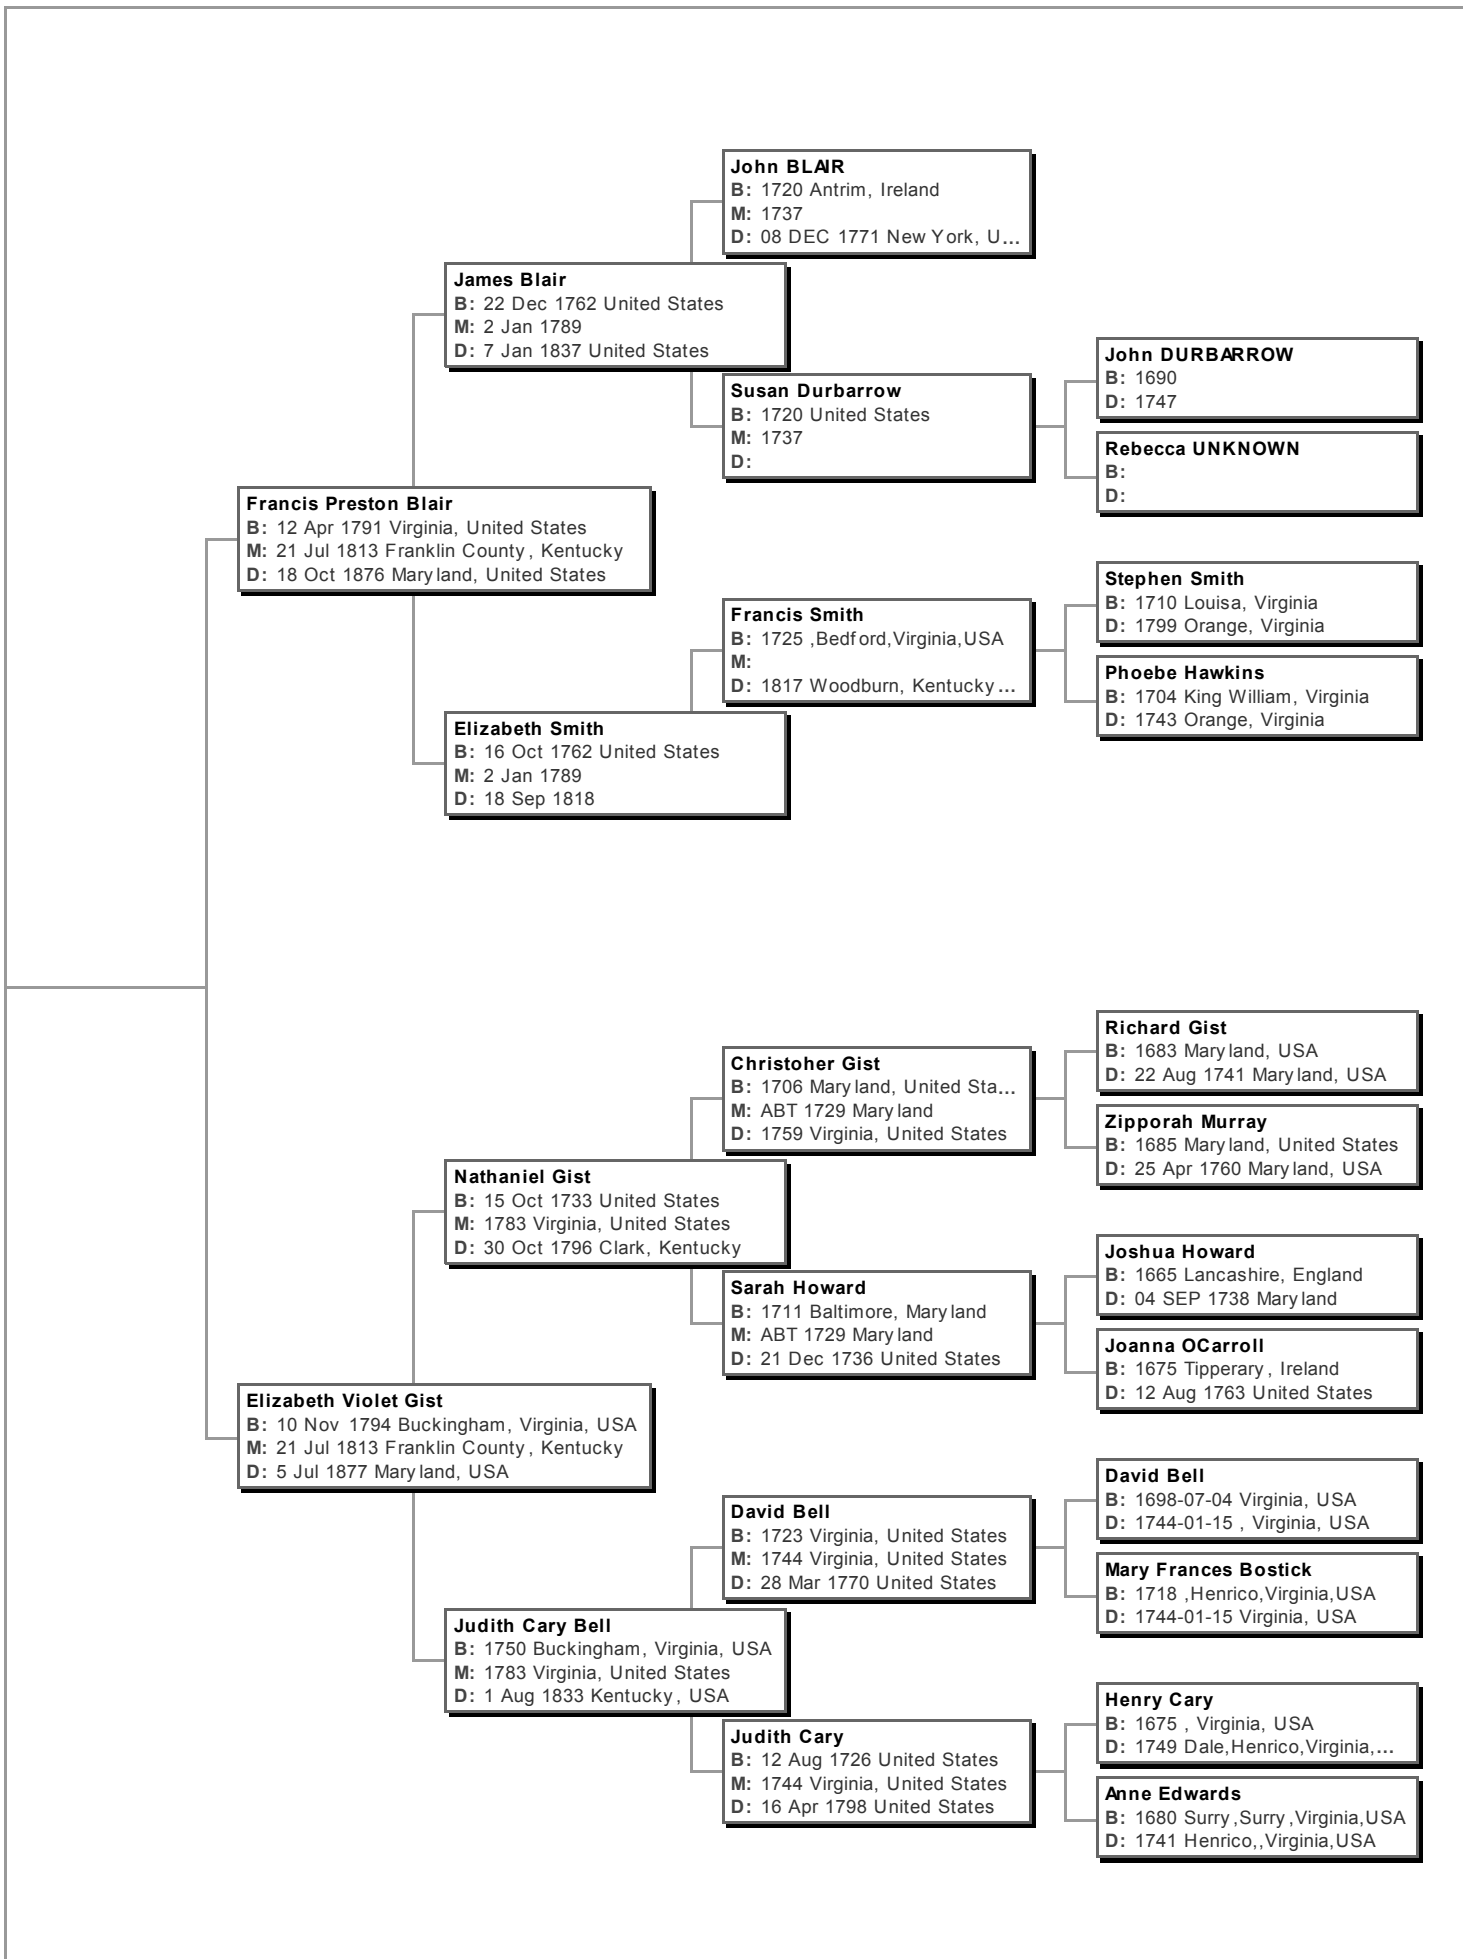 John BLAIR
B: 1720 Antrim, Ireland
M: 1737
D: 08 DEC 1771 New York, U...
James Blair
B: 22 Dec 1762 United States
M: 2 Jan 1789
D: 7 Jan 1837 United States
John DURBARROW
B: 1690
D: 1747
Susan Durbarrow
B: 1720 United States
M: 1737
D:
Rebecca UNKNOWN
B:
D:
Francis Preston Blair
B: 12 Apr 1791 Virginia, United States
M: 21 Jul 1813 Franklin County, Kentucky
D: 18 Oct 1876 Maryland, United States
Stephen Smith
B: 1710 Louisa, Virginia
D: 1799 Orange, Virginia
Francis Smith
B: 1725 ,Bedford,Virginia,USA
M:
D: 1817 Woodburn, Kentucky...
Phoebe Hawkins
B: 1704 King William, Virginia
D: 1743 Orange, Virginia
Elizabeth Smith
B: 16 Oct 1762 United States
M: 2 Jan 1789
D: 18 Sep 1818
Richard Gist
B: 1683 Maryland, USA
D: 22 Aug 1741 Maryland, USA
Christoher Gist
B: 1706 Maryland, United Sta...
M: ABT 1729 Maryland
D: 1759 Virginia, United States
Zipporah Murray
B: 1685 Maryland, United States
D: 25 Apr 1760 Maryland, USA
Nathaniel Gist
B: 15 Oct 1733 United States
M: 1783 Virginia, United States
D: 30 Oct 1796 Clark, Kentucky
Joshua Howard
B: 1665 Lancashire, England
D: 04 SEP 1738 Maryland
Sarah Howard
B: 1711 Baltimore, Maryland
M: ABT 1729 Maryland
D: 21 Dec 1736 United States
Joanna OCarroll
B: 1675 Tipperary, Ireland
D: 12 Aug 1763 United States
Elizabeth Violet Gist
B: 10 Nov 1794 Buckingham, Virginia, USA
M: 21 Jul 1813 Franklin County, Kentucky
D: 5 Jul 1877 Maryland, USA
David Bell
B: 1698-07-04 Virginia, USA
D: 1744-01-15 , Virginia, USA
David Bell
B: 1723 Virginia, United States
M: 1744 Virginia, United States
D: 28 Mar 1770 United States
Mary Frances Bostick
B: 1718 ,Henrico,Virginia,USA
D: 1744-01-15 Virginia, USA
Judith Cary Bell
B: 1750 Buckingham, Virginia, USA
M: 1783 Virginia, United States
D: 1 Aug 1833 Kentucky, USA
Henry Cary
B: 1675 , Virginia, USA
D: 1749 Dale,Henrico,Virginia,...
Judith Cary
B: 12 Aug 1726 United States
M: 1744 Virginia, United States
D: 16 Apr 1798 United States
Anne Edwards
B: 1680 Surry,Surry,Virginia,USA
D: 1741 Henrico,,Virginia,USA